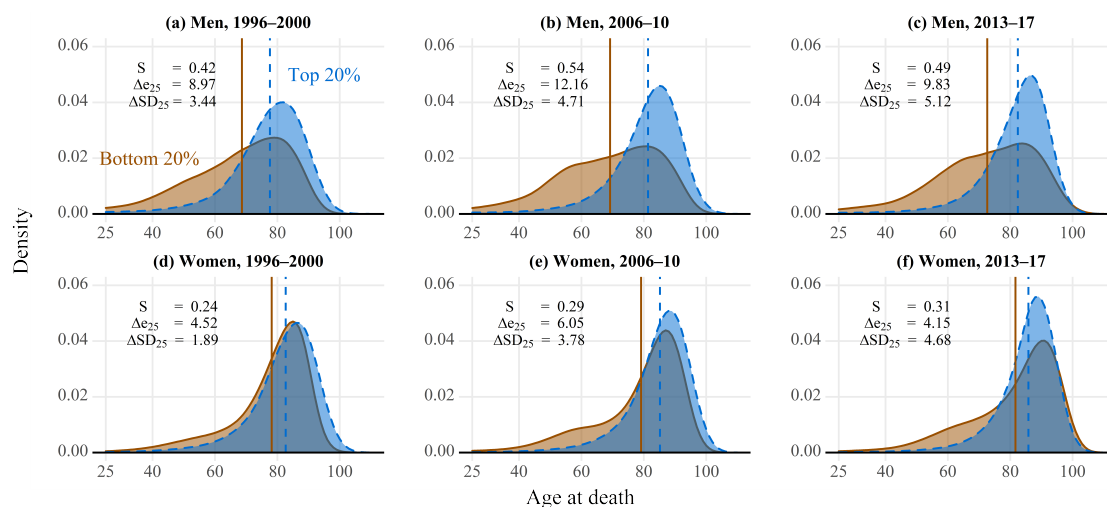 (a) Men, 1996–2000
(b) Men, 2006–10
(c) Men, 2013–17
0.06
0.04
0.02
0.00
S = 0.42
Δe25 = 8.97
ΔSD25 = 3.44
Top 20%
Bottom 20%
25 40 60 80 100
0.06
0.04
0.02
0.00
S = 0.54
Δe25 = 12.16
ΔSD25 = 4.71
25 40 60 80 100
0.06
0.04
0.02
0.00
S = 0.49
Δe25 = 9.83
ΔSD25 = 5.12
25 40 60 80 100
Density
(d) Women, 1996–2000
(e) Women, 2006–10
(f) Women, 2013–17
0.06
0.04
0.02
0.00
S = 0.24
Δe25 = 4.52
ΔSD25 = 1.89
25 40 60 80 100
0.06
0.04
0.02
0.00
S = 0.29
Δe25 = 6.05
ΔSD25 = 3.78
25 40 60 80 100
0.06
0.04
0.02
0.00
S = 0.31
Δe25 = 4.15
ΔSD25 = 4.68
25 40 60 80 100
Age at death